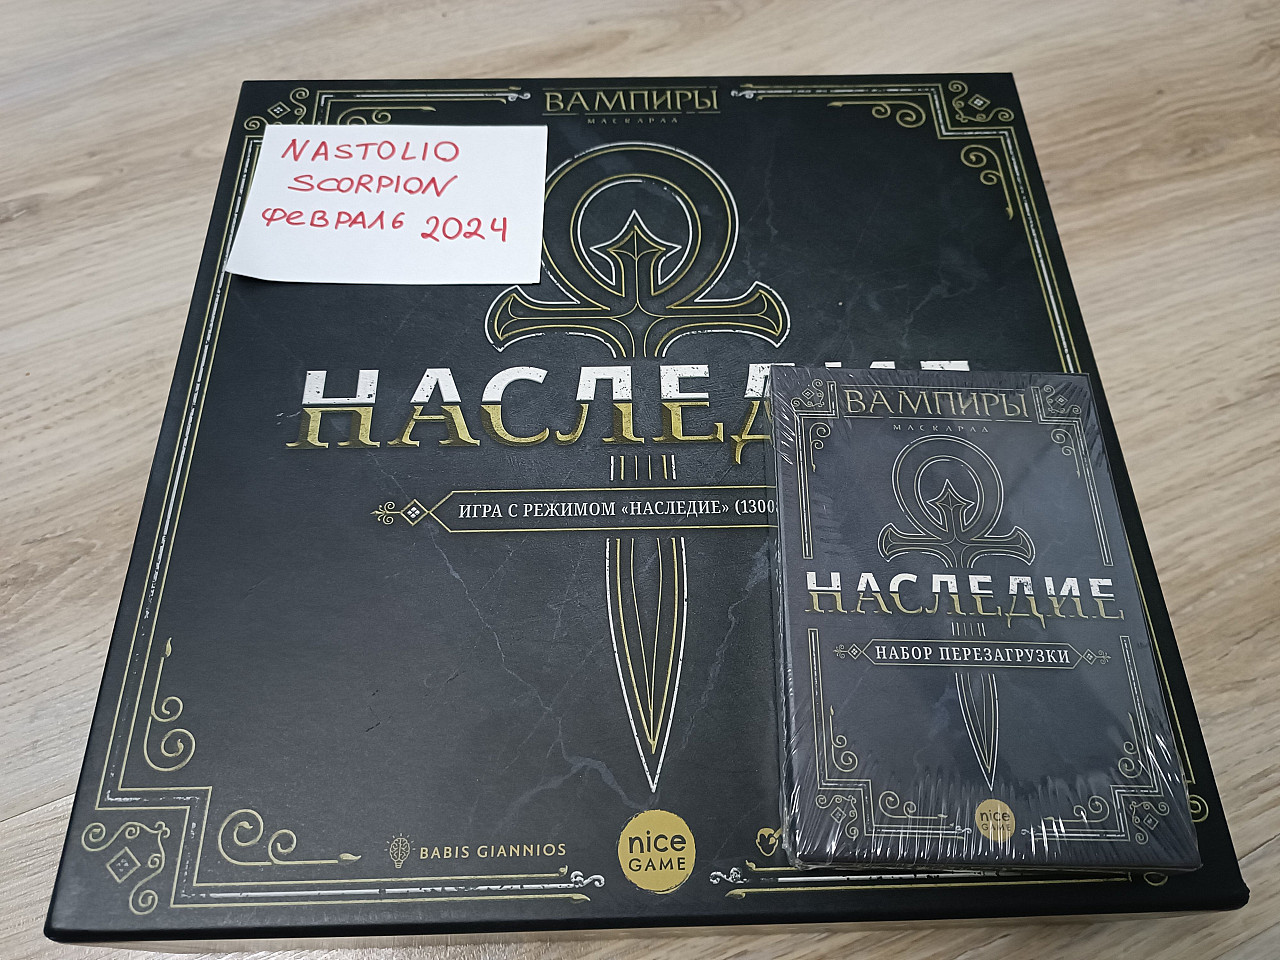 ВАМПИРЫ
МАСКАРАД
NASTOLIO
SCORPION
ФЕВРАЛЬ 2024
НАСЛЕДИЕ
ИГРА С РЕЖИМОМ «НАСЛЕДИЕ» (1300
BABIS GIANNIOS
nice
GAME
ВАМПИРЫ
МАСКАРАД
НАСЛЕДИЕ
НАБОР ПЕРЕЗАГРУЗКИ
nice
GAME